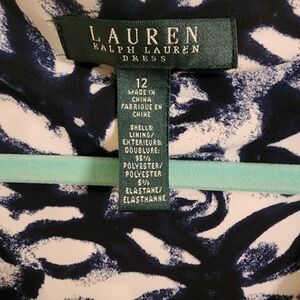 LAUREN
RALPH LAUREN
DRESS
12
MADE IN
CHINA
FABRIQUE EN
CHINE
SHELL&
LINING/
EXTERIEUR&
DOUBLURE:
95%
POLYESTER/
POLYESTER
5%
ELASTANE/
ELASTHANNE